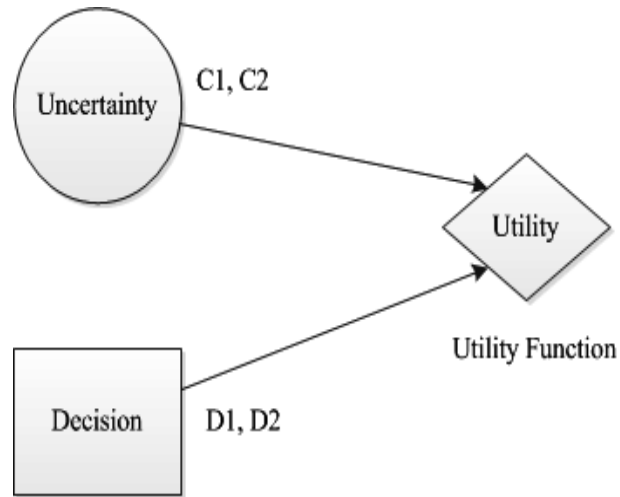 C1, C2
Uncertainty
Utility
Utility Function
Decision
D1, D2